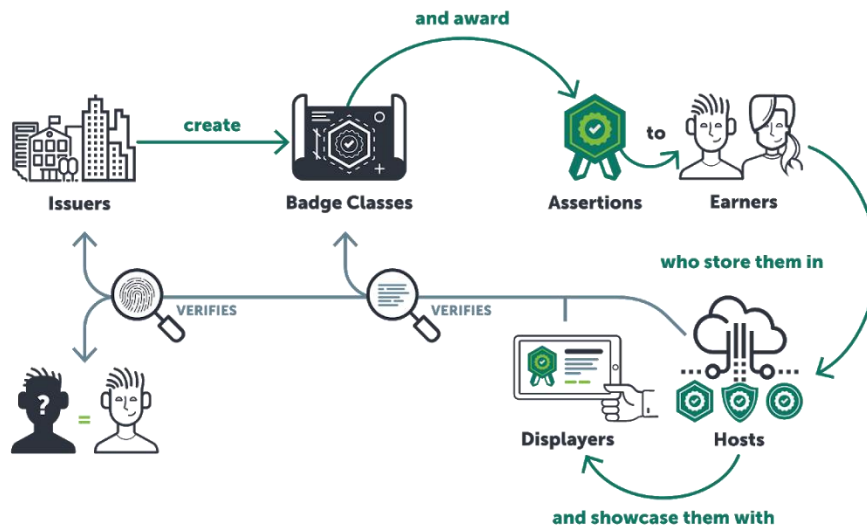 and award
create
to
Issuers
Badge Classes
Assertions
Earners
who store them in
VERIFIES
VERIFIES
?
=
Displayers
Hosts
and showcase them with